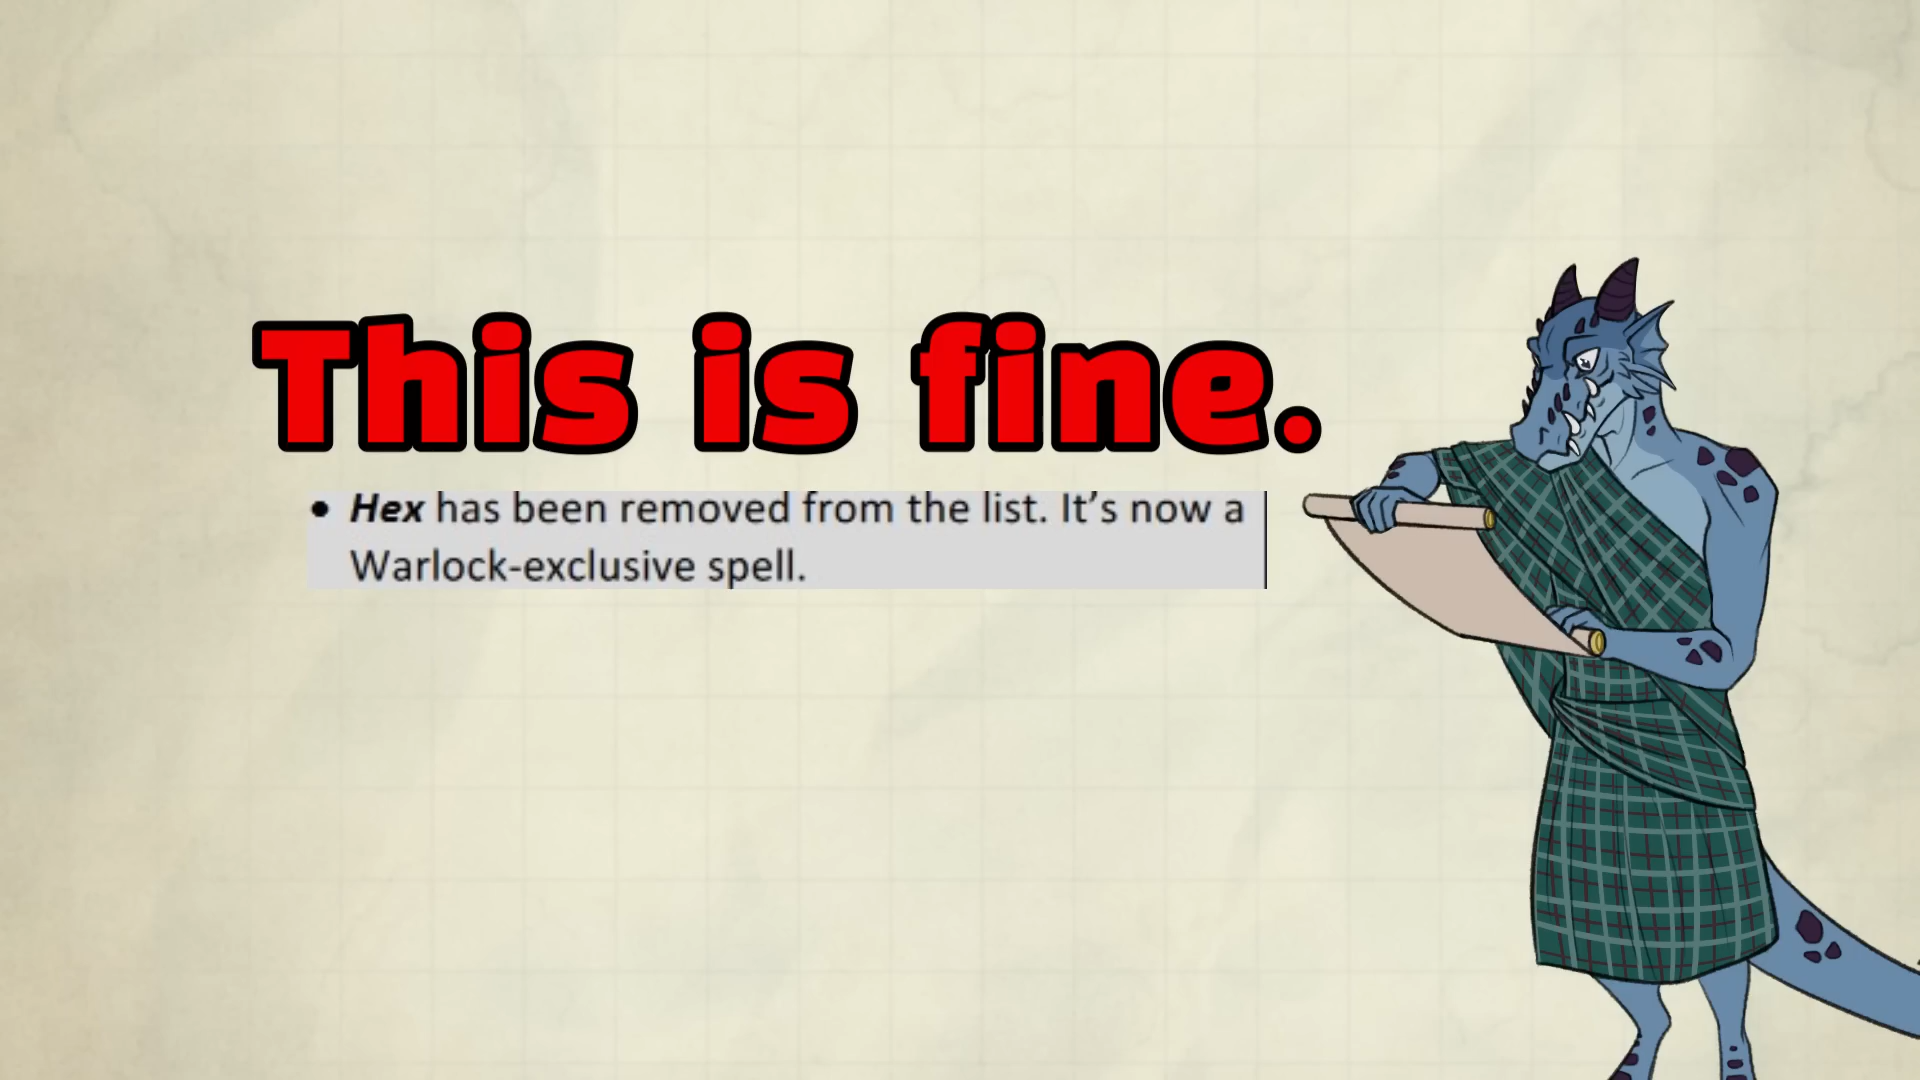 This is fine.
• Hex has been removed from the list. It’s now a
Warlock-exclusive spell.